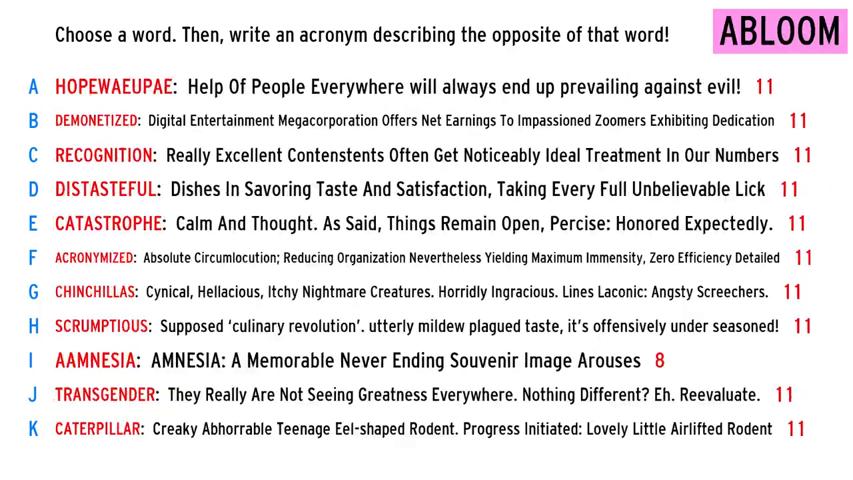 Choose a word. Then, write an acronym describing the opposite of that word! ABLOOM
A HOPEWAEUPAE: Help Of People Everywhere will always end up prevailing against evil! 11
B DEMONETIZED: Digital Entertainment Megacorporation Offers Net Earnings To Impassioned Zoomers Exhibiting Dedication 11
C RECOGNITION: Really Excellent Contenstents Often Get Noticeably Ideal Treatment In Our Numbers 11
D DISTASTEFUL: Dishes In Savoring Taste And Satisfaction, Taking Every Full Unbelievable Lick 11
E CATASTROPHE: Calm And Thought. As Said, Things Remain Open, Percise: Honored Expectedly. 11
F ACRONYMIZED: Absolute Circumlocution; Reducing Organization Nevertheless Yielding Maximum Immensity, Zero Efficiency Detailed 11
G CHINCHILLAS: Cynical, Hellacious, Itchy Nightmare Creatures. Horridly Ingracious. Lines Laconic: Angsty Screechers. 11
H SCRUMPTIOUS: Supposed ‘culinary revolution’. utterly mildew plagued taste, it’s offensively under seasoned! 11
I AAMNESIA: AMNESIA: A Memorable Never Ending Souvenir Image Arouses 8
J TRANSGENDER: They Really Are Not Seeing Greatness Everywhere. Nothing Different? Eh. Reevaluate. 11
K CATERPILLAR: Creaky Abhorrable Teenage Eel-shaped Rodent. Progress Initiated: Lovely Little Airlifted Rodent 11